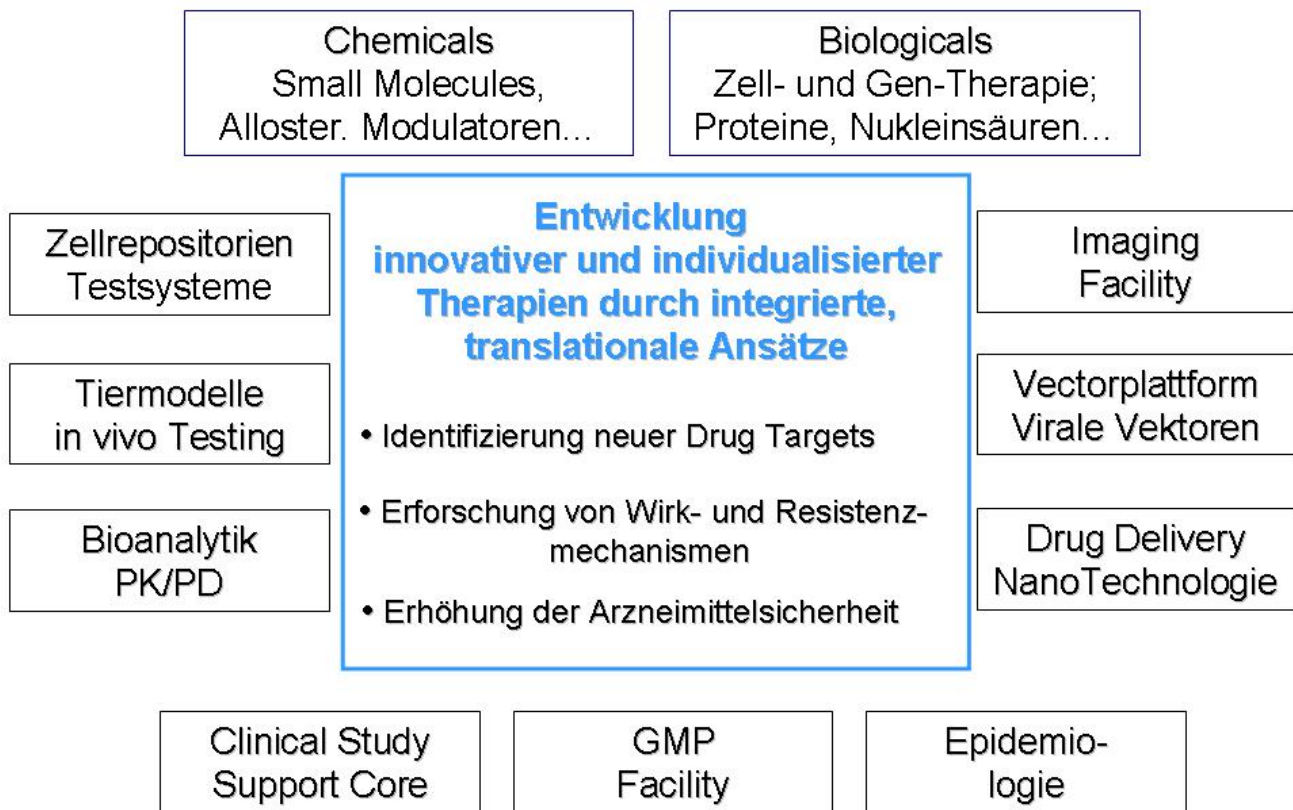 Chemicals
Small Molecules,
Alloster. Modulatoren...
Biologicals
Zell- und Gen-Therapie;
Proteine, Nukleinsäuren...
Zellrepositorien
Testsysteme
Tiermodelle
in vivo Testing
Bioanalytik
PK/PD
Entwicklung
innovativer und individualisierter
Therapien durch integrierte,
translationale Ansätze
• Identifizierung neuer Drug Targets
• Erforschung von Wirk- und Resistenz-
mechanismen
• Erhöhung der Arzneimittelsicherheit
Imaging
Facility
Vectorplattform
Virale Vektoren
Drug Delivery
NanoTechnologie
Clinical Study
Support Core
GMP
Facility
Epidemio-
logie